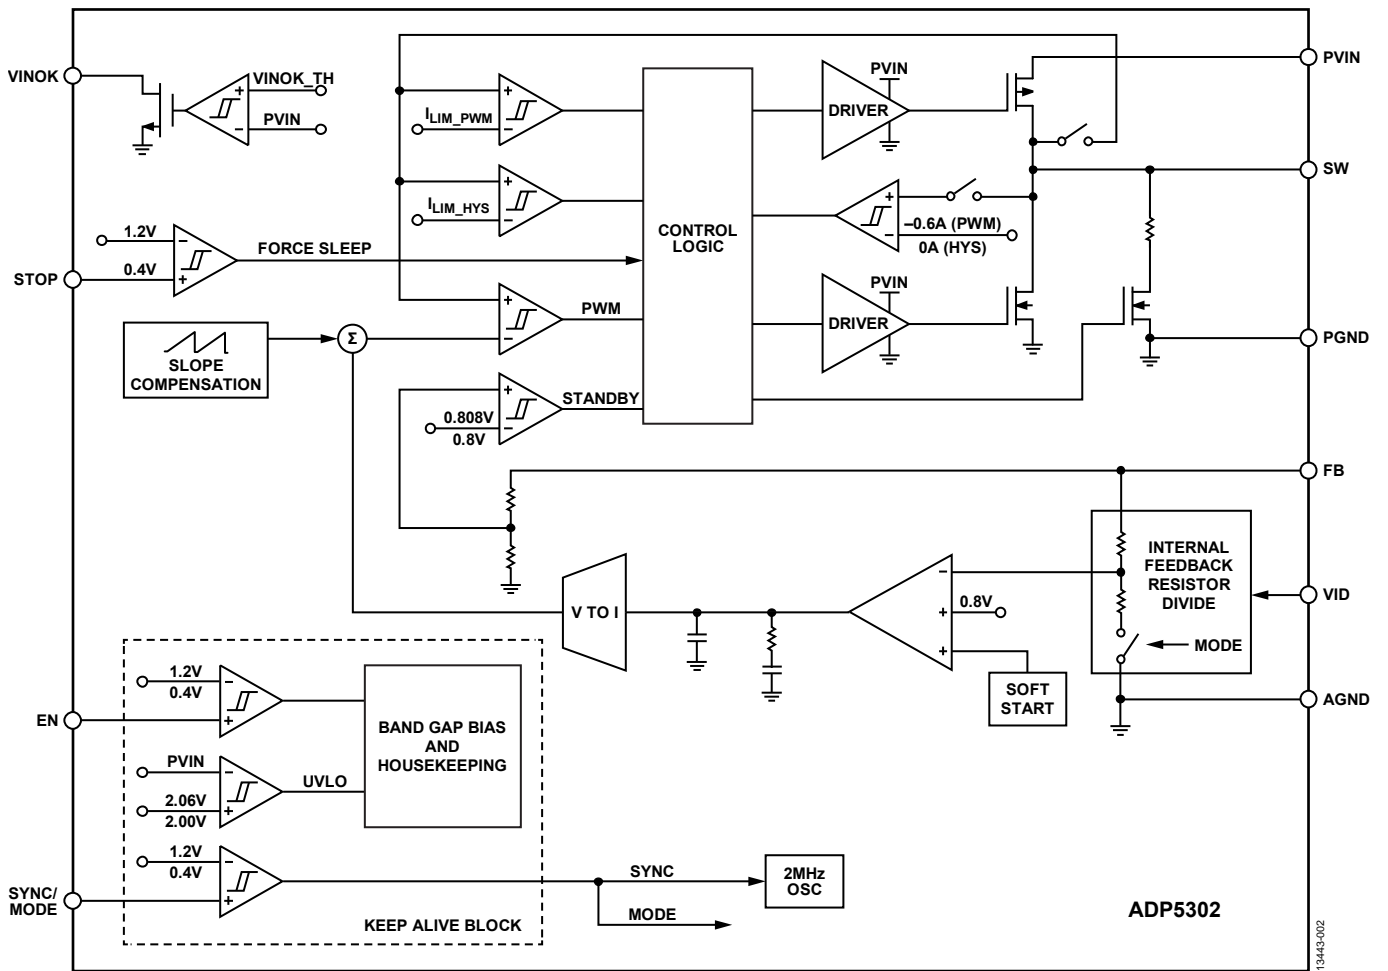 VINOK
VINOK_TH
+
PVIN
−
+
ILIM_PWM
−
+
ILIM_HYS
−
CONTROL
LOGIC
PVIN
DRIVER
PVIN
SW
+
−0.6A (PWM)
−
0A (HYS)
1.2V
−
0.4V
+
STOP
FORCE SLEEP
PVIN
DRIVER
PGND
SLOPE
COMPENSATION
Σ
+
PWM
−
+
STANDBY
0.808V
−
0.8V
FB
INTERNAL
FEEDBACK
RESISTOR
DIVIDE
VID
MODE
AGND
V TO I
−
0.8V
+
+
SOFT
START
1.2V
−
0.4V
+
EN
BAND GAP BIAS
AND
HOUSEKEEPING
PVIN
−
UVLO
2.06V
+
2.00V
1.2V
−
0.4V
+
SYNC/
MODE
SYNC
MODE
2MHz
OSC
KEEP ALIVE BLOCK
ADP5302
13443-002